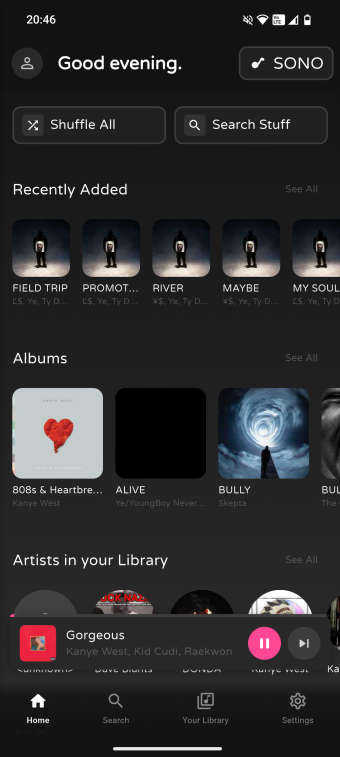 20:46
Good evening.
SONO
Shuffle All
Search Stuff
Recently Added
See All
FIELD TRIP
PROMOT...
RIVER
MAYBE
MY SOUL
¥$, Ye, Ty D...
¥$, Ye, Ty D...
¥$, Ye, Ty D...
¥$, Ye, Ty D...
Albums
See All
KANYE WEST
808s & Heartbre...
ALIVE
BULLY
BUL
Kanye West
Ye/YoungBoy Never...
Skepta
The
Artists in your Library
See All
Gorgeous
Kanye West, Kid Cudi, Raekwon
<unknown>
Dave Blunts
DONDA
Kanye West
Ka
Home
Search
Your Library
Settings